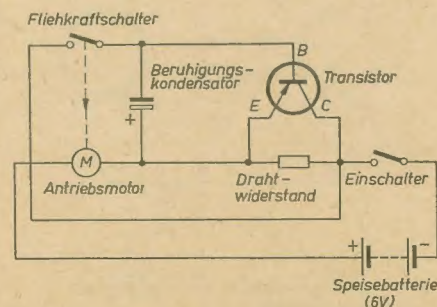 Fliehkraftschalter
B
Beruhigungs-
kondensator
Transistor
E
C
+
M
Antriebsmotor
Draht-
widerstand
Einschalter
+
−
Speisebatterie
(6V)